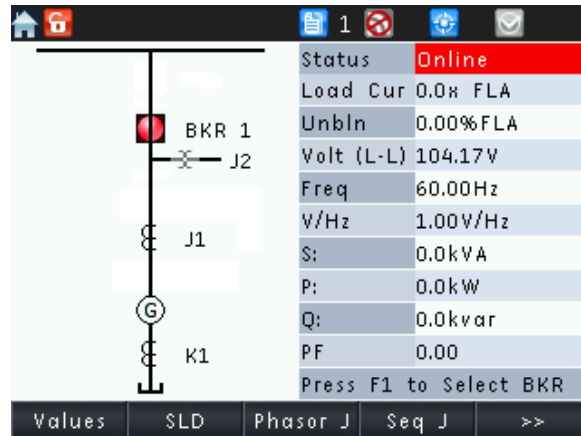 1
Status Online
Load Cur 0.0x FLA
Unbln 0.00%FLA
Volt (L-L) 104.17V
Freq 60.00Hz
V/Hz 1.00V/Hz
S: 0.0kVA
P: 0.0kW
Q: 0.0kvar
PF 0.00
Press F1 to Select BKR
BKR 1
J2
J1
G
K1
Values SLD Phasor J Seq J >>